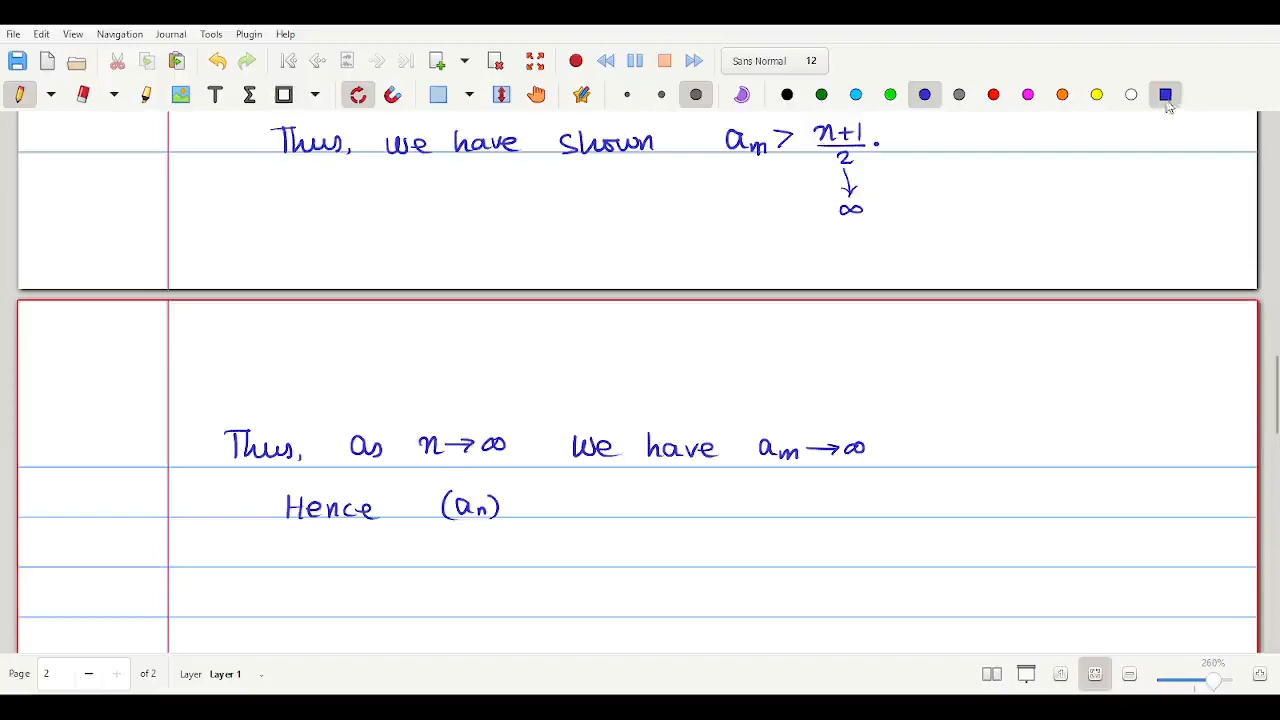 File Edit View Navigation Journal Tools Plugin Help
Sans Normal 12
Thus, we have shown a_m > (n+1)/2 .
↓
∞
Thus, as n→∞ we have a_m→∞
Hence (a_n)
Page 2 of 2 Layer Layer 1 260%